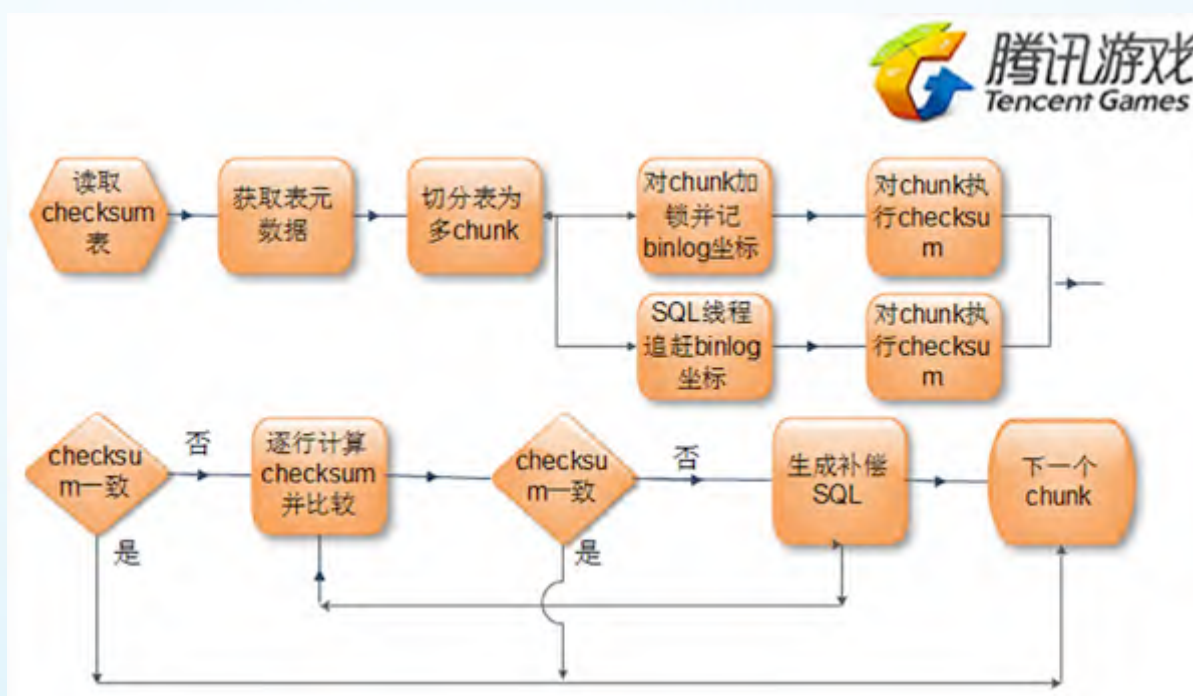 腾讯游戏
Tencent Games
读取
checksum
表
获取表元
数据
切分表为
多chunk
对chunk加
锁并记
binlog坐标
对chunk执
行checksu
m
SQL线程
追赶binlog
坐标
对chunk执
行checksu
m
checksu
m一致
否
逐行计算
checksum
并比较
checksu
m一致
否
生成补偿
SQL
下一个
chunk
是
是